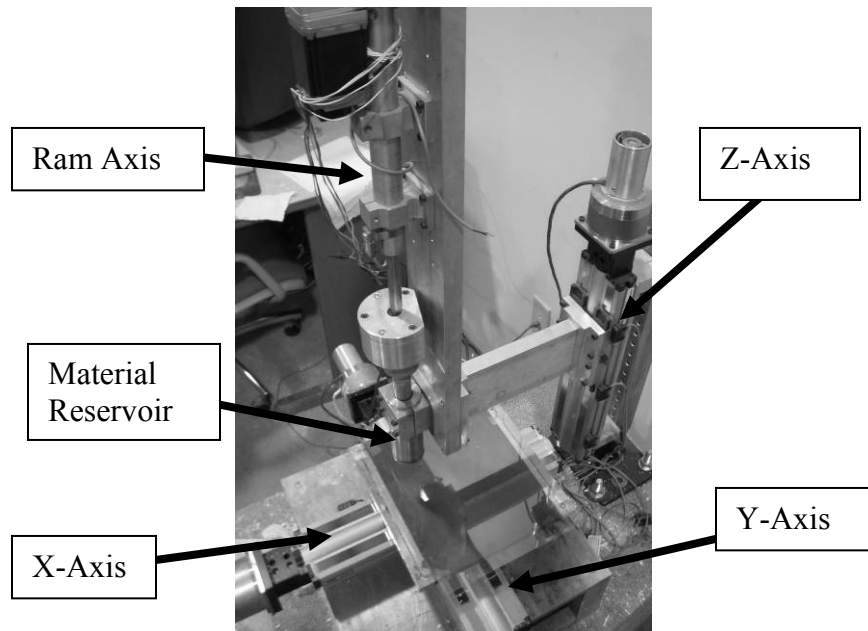 Ram Axis
Z-Axis
Material
Reservoir
X-Axis
Y-Axis